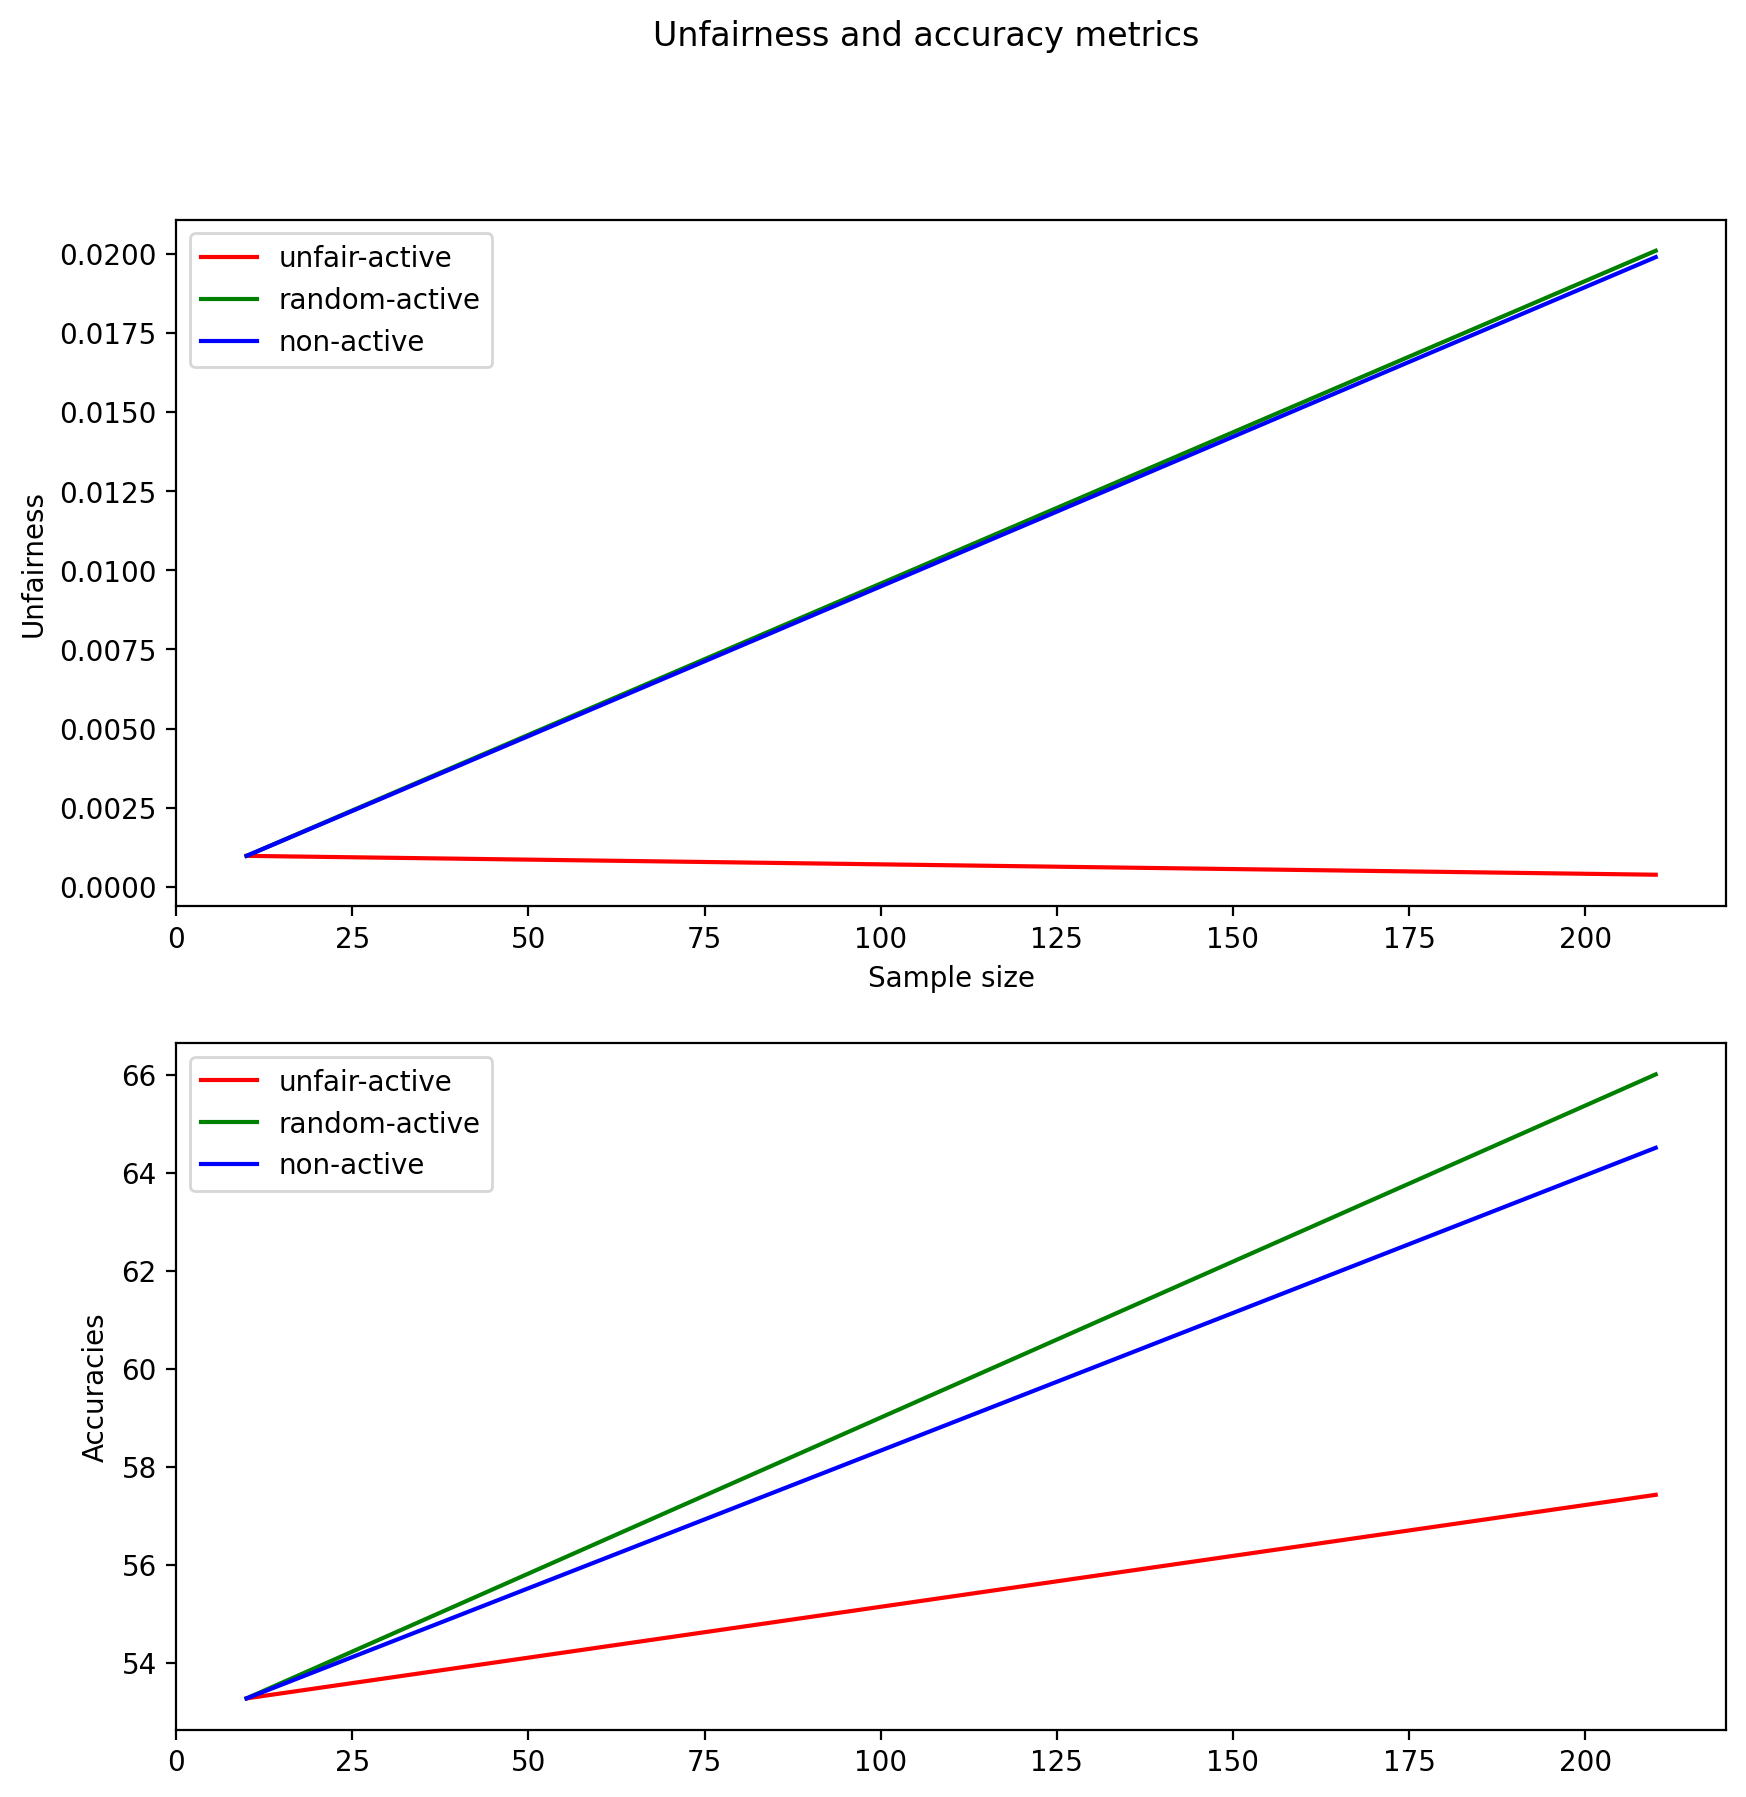 Unfairness and accuracy metrics
unfair-active
random-active
non-active
0.0200
0.0175
0.0150
0.0125
0.0100
0.0075
0.0050
0.0025
0.0000
Unfairness
0 25 50 75 100 125 150 175 200
Sample size
unfair-active
random-active
non-active
66
64
62
60
58
56
54
Accuracies
0 25 50 75 100 125 150 175 200